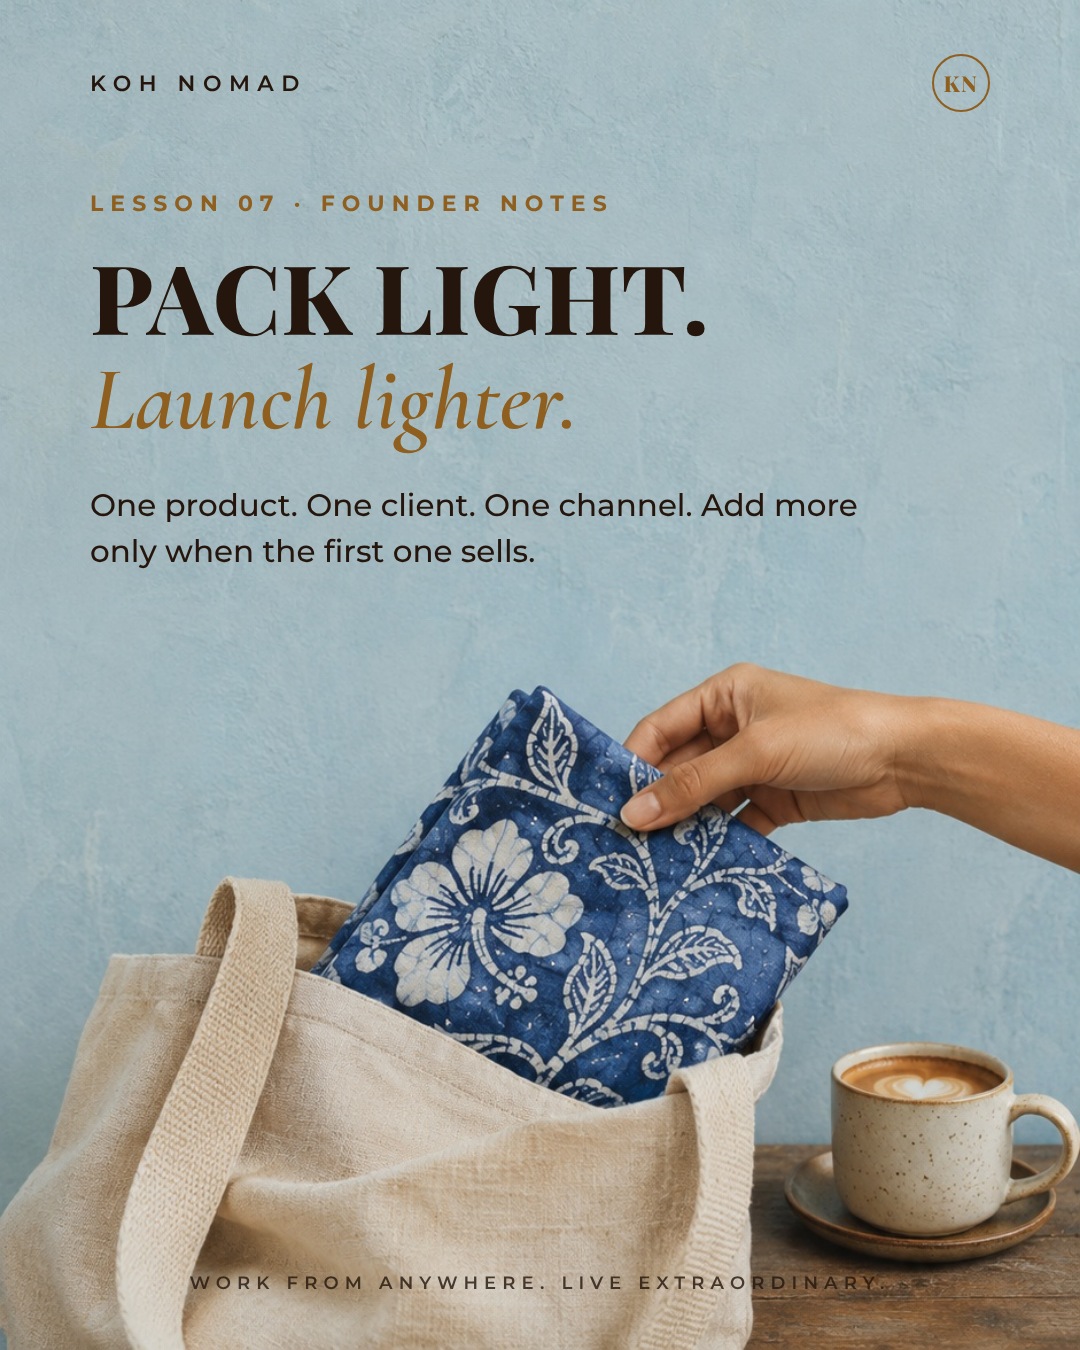 KOH NOMAD
KN
LESSON 07 · FOUNDER NOTES
PACK LIGHT.
Launch lighter.
One product. One client. One channel. Add more
only when the first one sells.
WORK FROM ANYWHERE. LIVE EXTRAORDINARY.